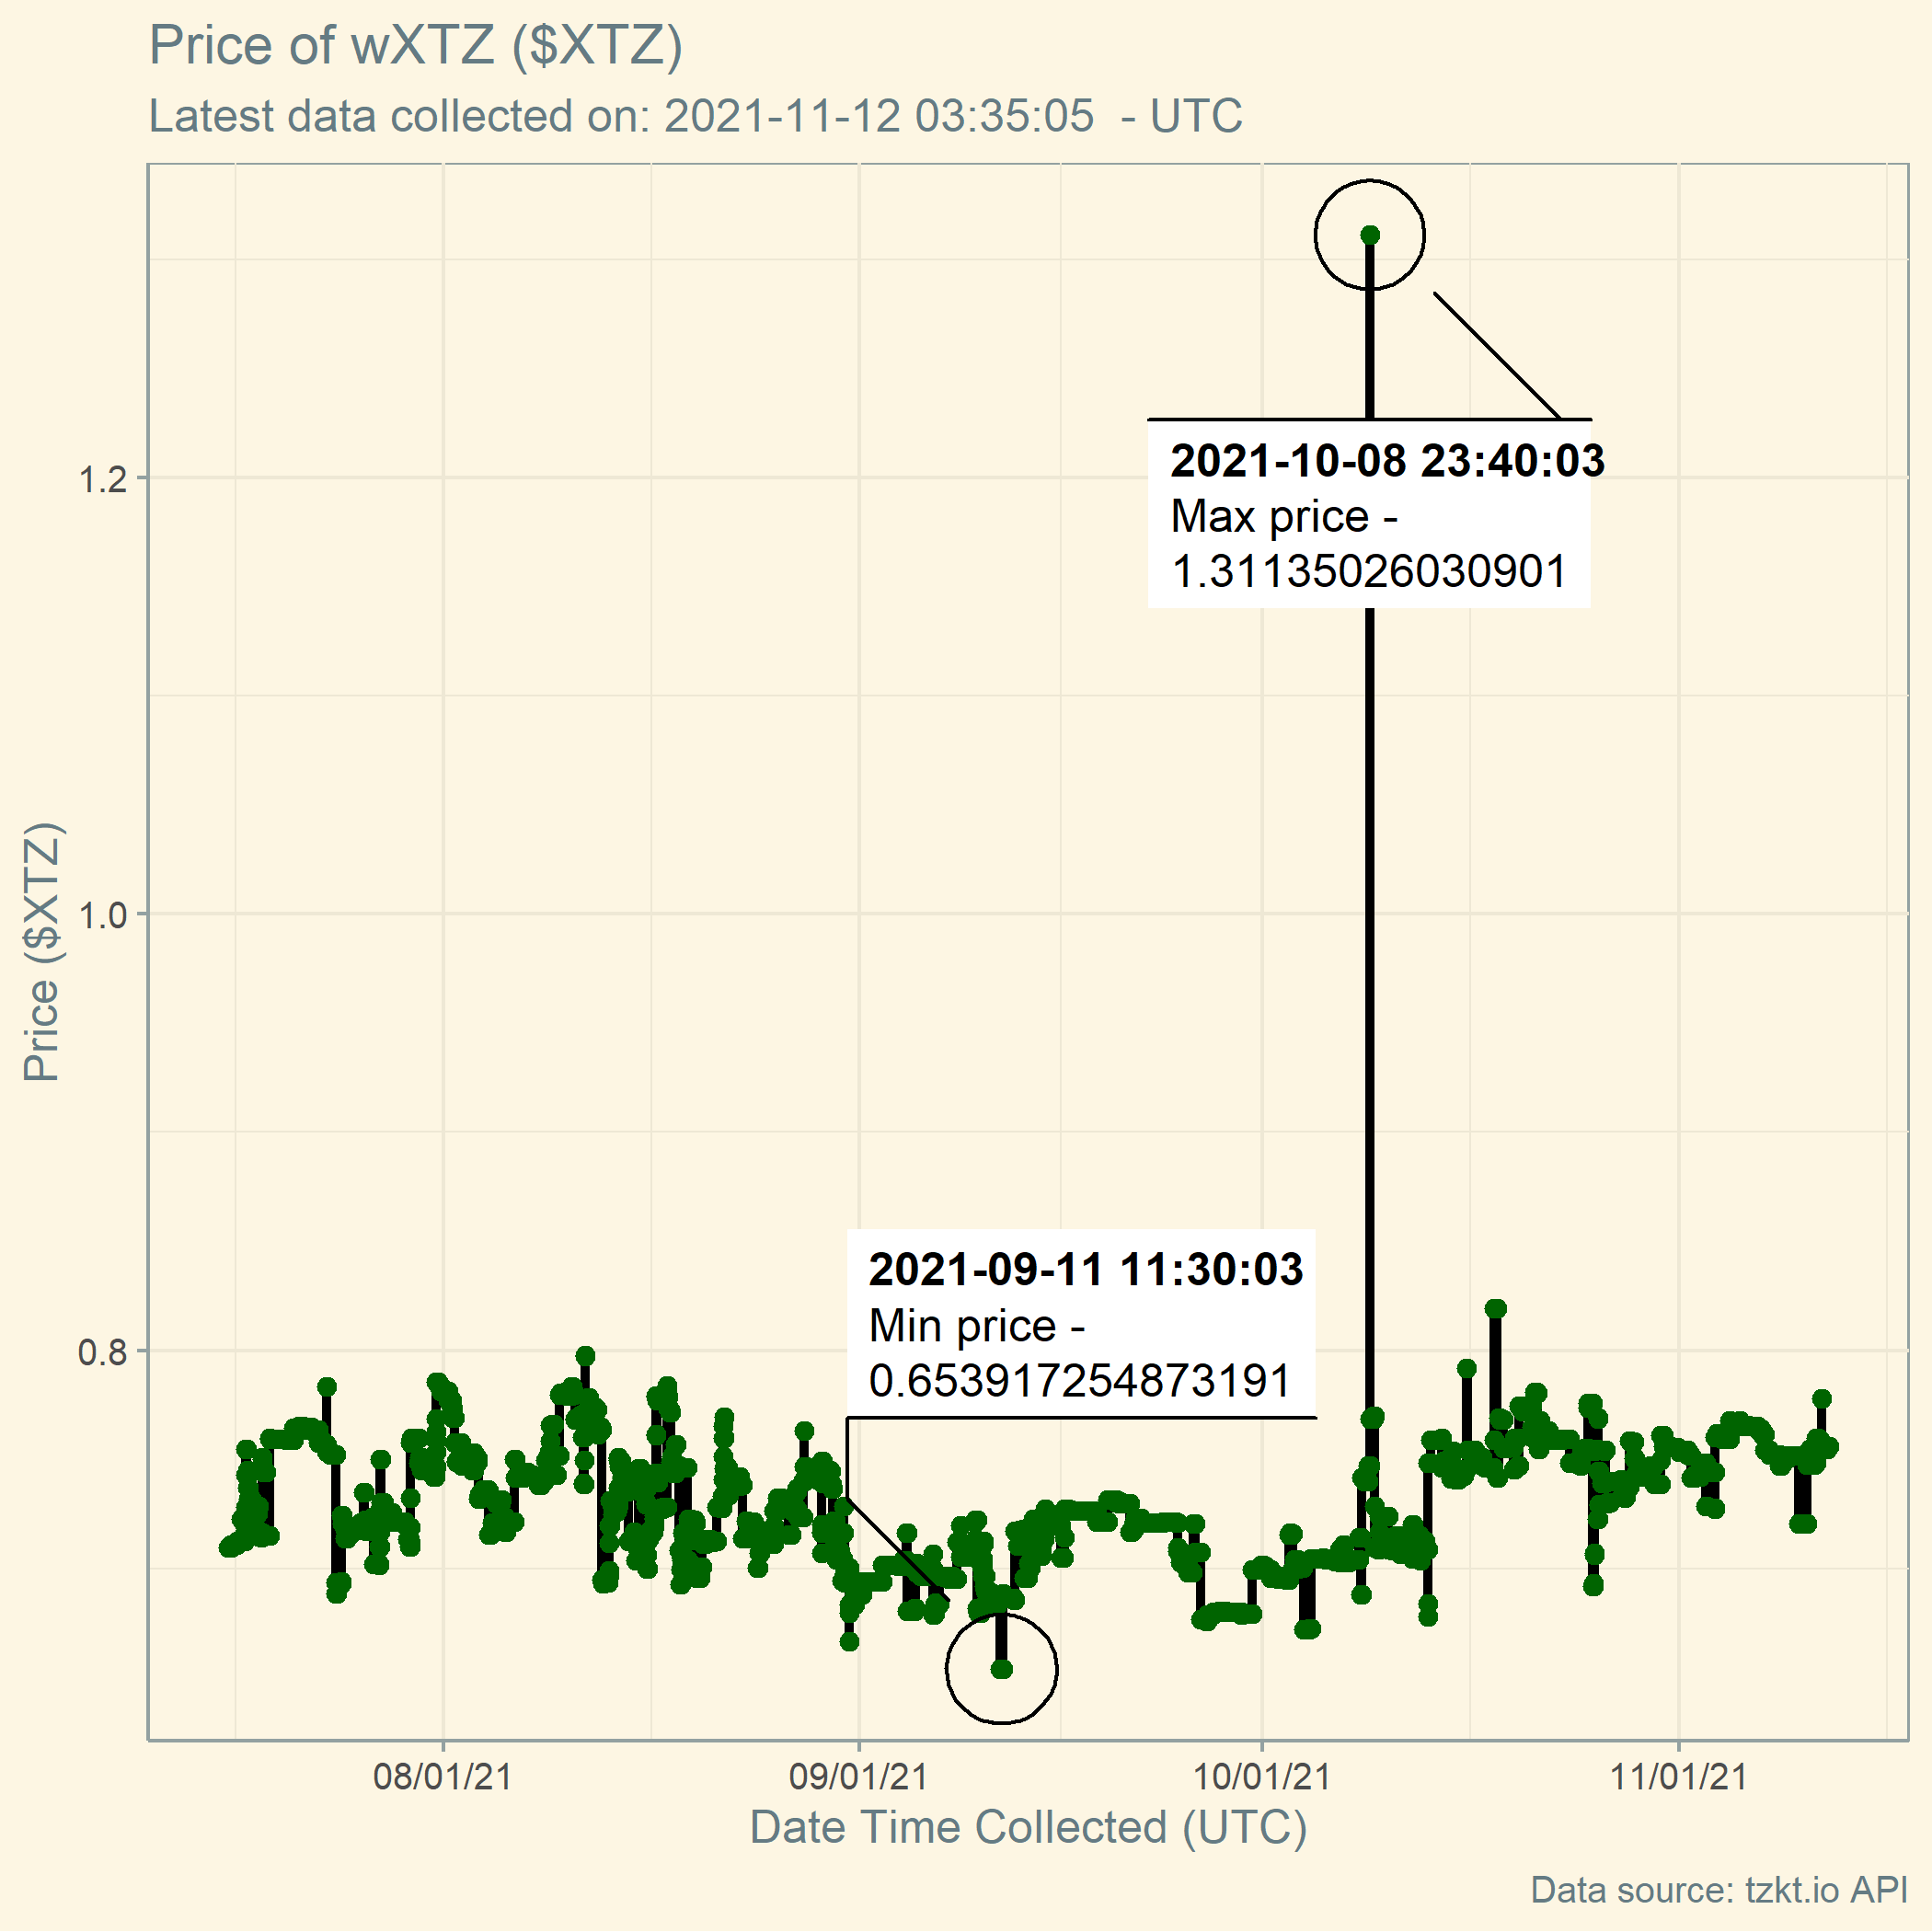 Price of wXTZ ($XTZ)
Latest data collected on: 2021-11-12 03:35:05 - UTC
Price ($XTZ)
1.2
1.0
0.8
2021-10-08 23:40:03
Max price -
1.31135026030901
2021-09-11 11:30:03
Min price -
0.653917254873191
08/01/21
09/01/21
10/01/21
11/01/21
Date Time Collected (UTC)
Data source: tzkt.io API